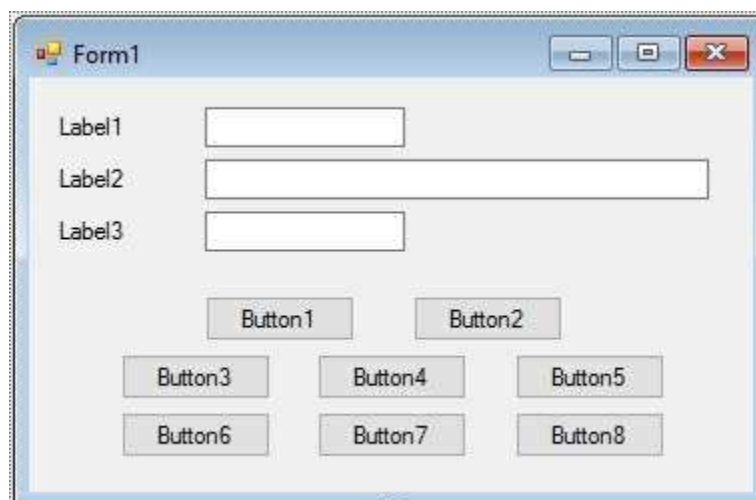 Form1
Label1
Label2
Label3
Button1 Button2
Button3 Button4 Button5
Button6 Button7 Button8